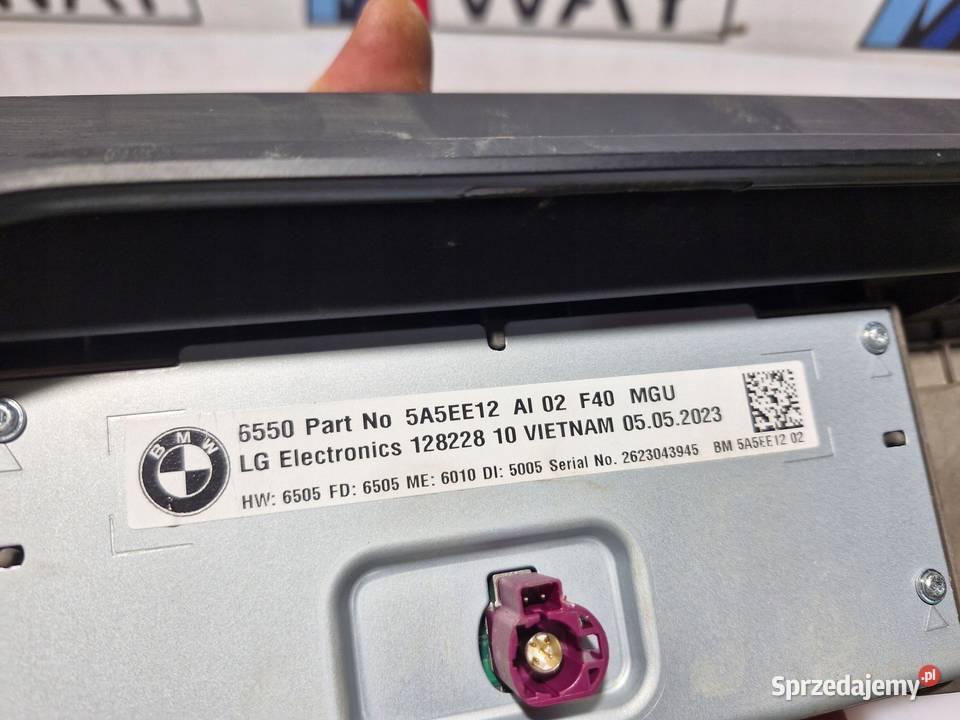 WAY
6550 Part No 5A5EE12 AI 02 F40 MGU
LG Electronics 128228 10 VIETNAM 05.05.2023
HW: 6505 FD: 6505 ME: 6010 DI: 5005 Serial No. 2623043945 BM 5A5EE12 02
BMW
Sprzedajemy.pl